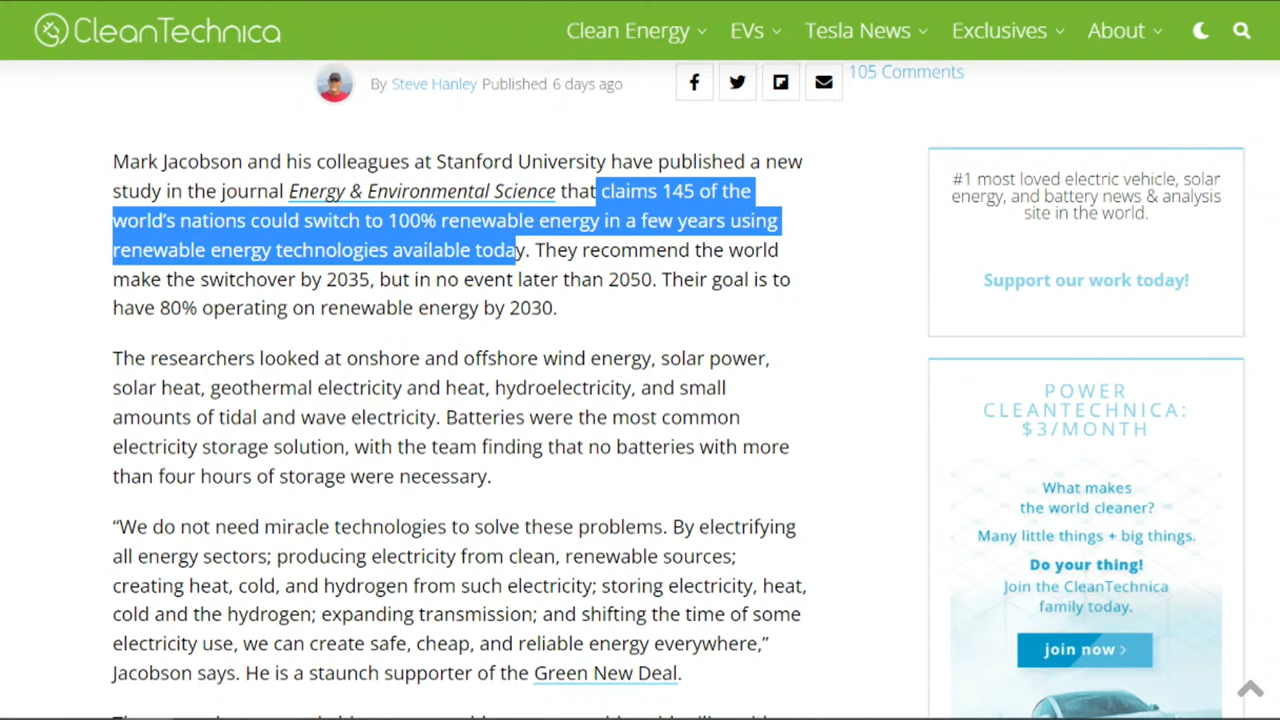 CleanTechnica
Clean Energy EVs Tesla News Exclusives About
By Steve Hanley Published 6 days ago
105 Comments
Mark Jacobson and his colleagues at Stanford University have published a new
study in the journal Energy & Environmental Science that claims 145 of the
world's nations could switch to 100% renewable energy in a few years using
renewable energy technologies available today. They recommend the world
make the switchover by 2035, but in no event later than 2050. Their goal is to
have 80% operating on renewable energy by 2030.
The researchers looked at onshore and offshore wind energy, solar power,
solar heat, geothermal electricity and heat, hydroelectricity, and small
amounts of tidal and wave electricity. Batteries were the most common
electricity storage solution, with the team finding that no batteries with more
than four hours of storage were necessary.
“We do not need miracle technologies to solve these problems. By electrifying
all energy sectors; producing electricity from clean, renewable sources;
creating heat, cold, and hydrogen from such electricity; storing electricity, heat,
cold and the hydrogen; expanding transmission; and shifting the time of some
electricity use, we can create safe, cheap, and reliable energy everywhere,”
Jacobson says. He is a staunch supporter of the Green New Deal.
#1 most loved electric vehicle, solar
energy, and battery news & analysis
site in the world.
Support our work today!
POWER
CLEANTECHNICA:
$3/MONTH
What makes
the world cleaner?
Many little things + big things.
Do your thing!
Join the CleanTechnica
family today.
join now >